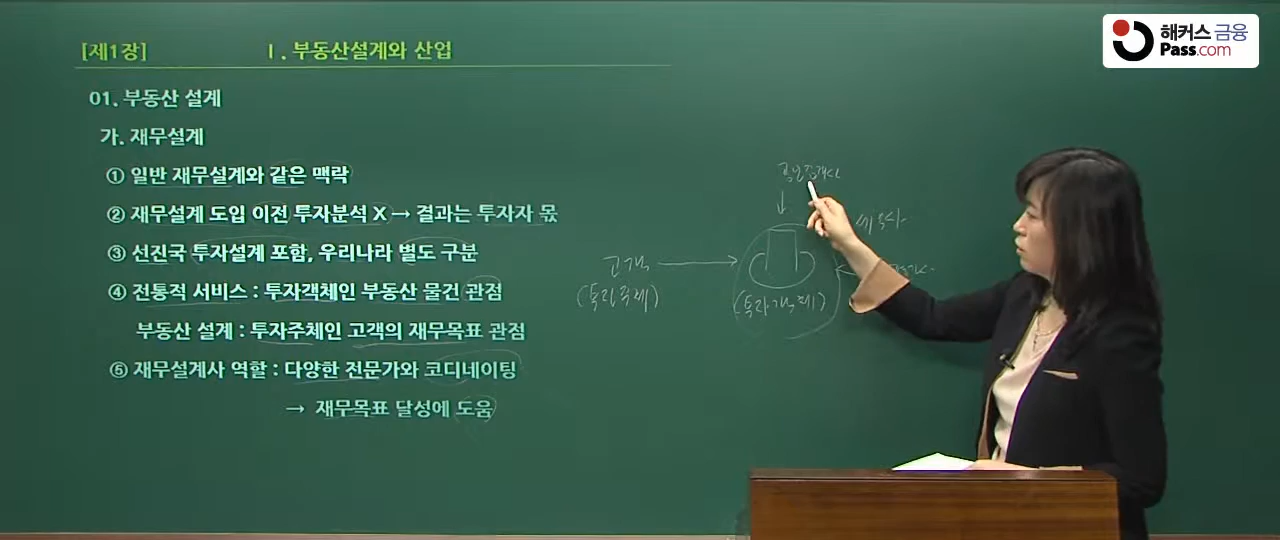 해커스 금융
Pass.com
[제1장] Ⅰ. 부동산설계와 산업
01. 부동산 설계
가. 재무설계
① 일반 재무설계와 같은 맥락
② 재무설계 도입 이전 투자분석 X → 결과는 투자자 몫
③ 선진국 투자설계 포함, 우리나라 별도 구분
④ 전통적 서비스 : 투자객체인 부동산 물건 관점
부동산 설계 : 투자주체인 고객의 재무목표 관점
⑤ 재무설계사 역할 : 다양한 전문가와 코디네이팅
→ 재무목표 달성에 도움
공인중개사
세무사
고객
(투자주체)
(투자객체)